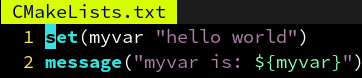 CMakeLists.txt
1 set(myvar "hello world")
2 message("myvar is: ${myvar}")